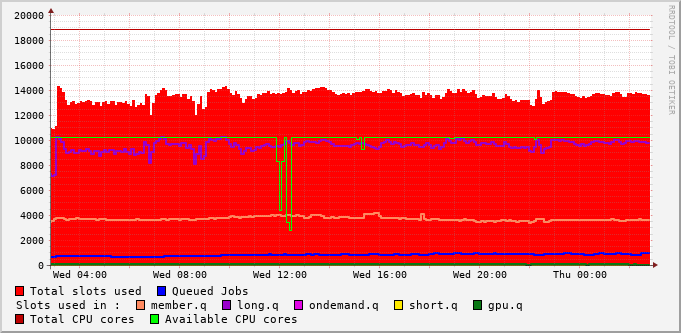 RRDTOOL / TOBI OETIKER
20000
18000
16000
14000
12000
10000
8000
6000
4000
2000
0
Wed 04:00 Wed 08:00 Wed 12:00 Wed 16:00 Wed 20:00 Thu 00:00
Total slots used Queued Jobs
Slots used in : member.q long.q ondemand.q short.q gpu.q
Total CPU cores Available CPU cores